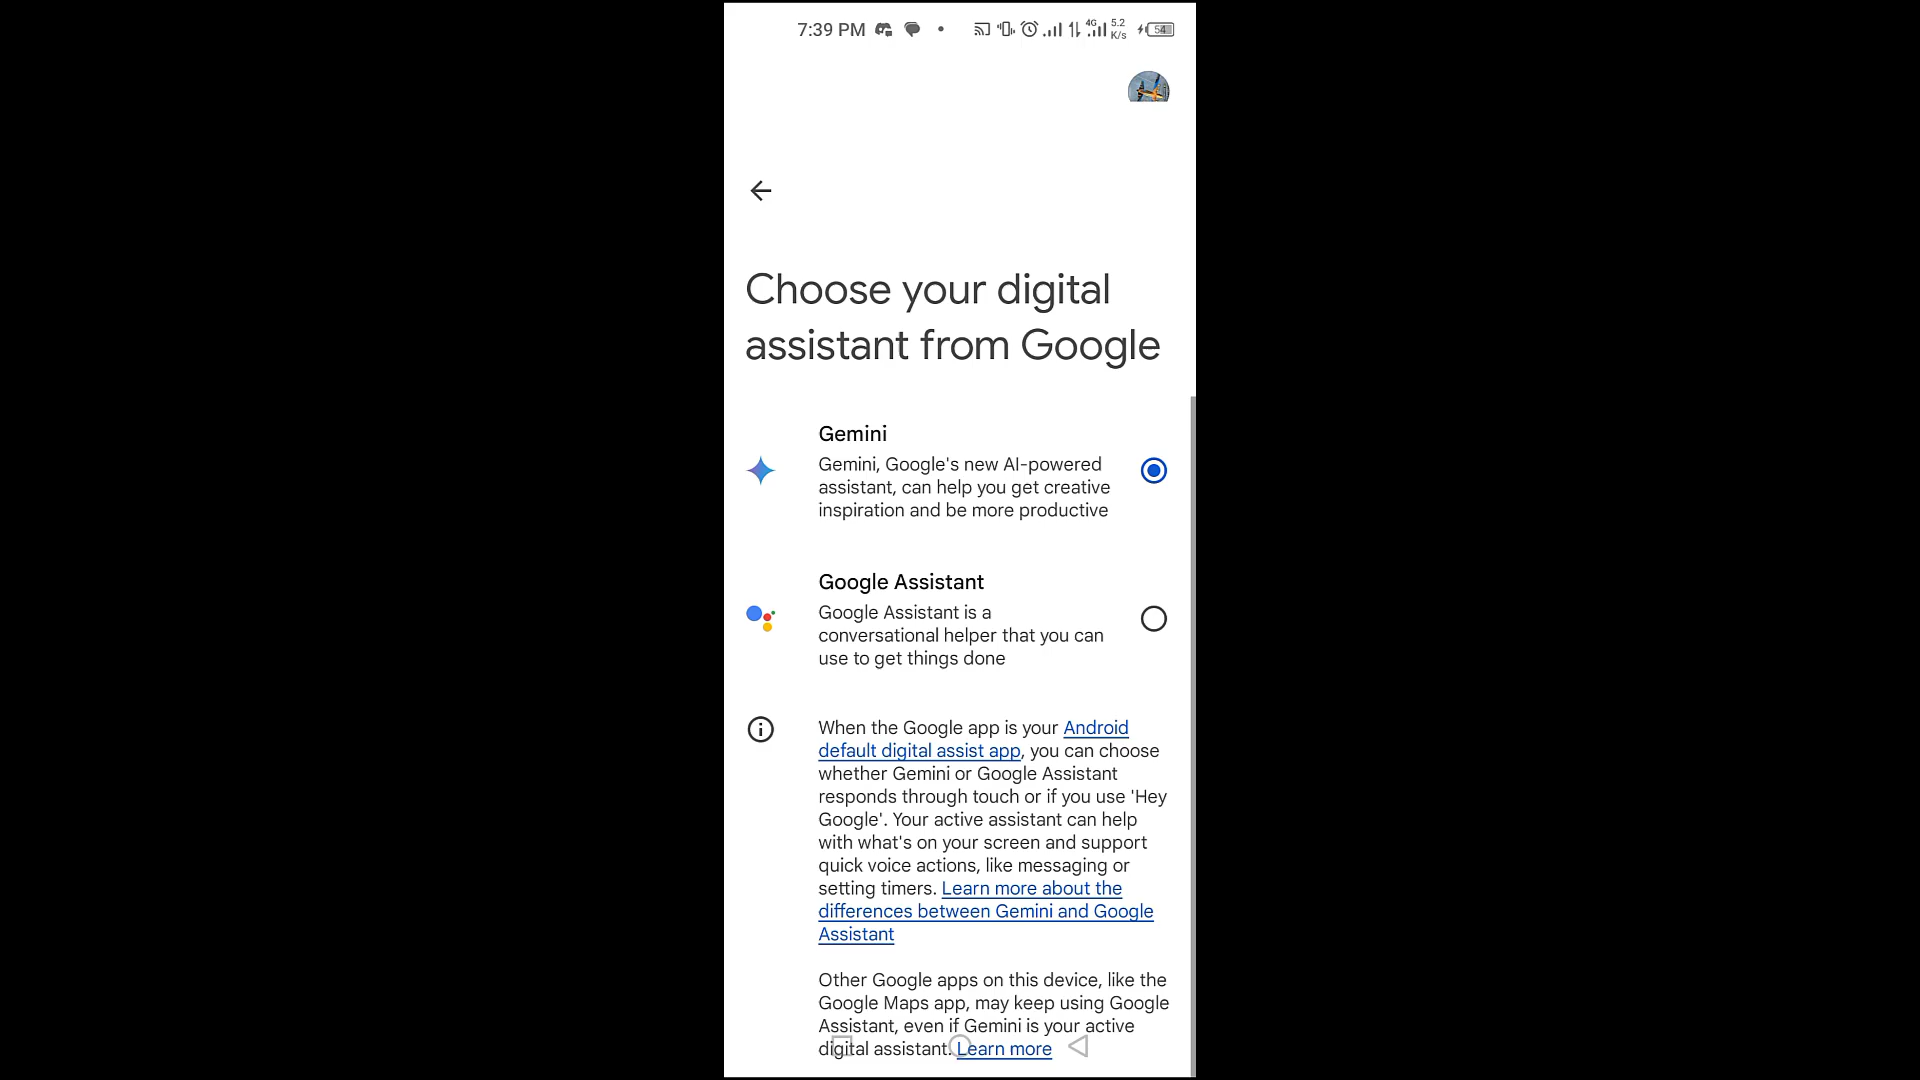 7:39 PM 4G 5.2 K/s 54
Choose your digital
assistant from Google
Gemini
Gemini, Google's new AI-powered
assistant, can help you get creative
inspiration and be more productive
Google Assistant
Google Assistant is a
conversational helper that you can
use to get things done
When the Google app is your Android
default digital assist app, you can choose
whether Gemini or Google Assistant
responds through touch or if you use 'Hey
Google'. Your active assistant can help
with what's on your screen and support
quick voice actions, like messaging or
setting timers. Learn more about the
differences between Gemini and Google
Assistant
Other Google apps on this device, like the
Google Maps app, may keep using Google
Assistant, even if Gemini is your active
digital assistant. Learn more